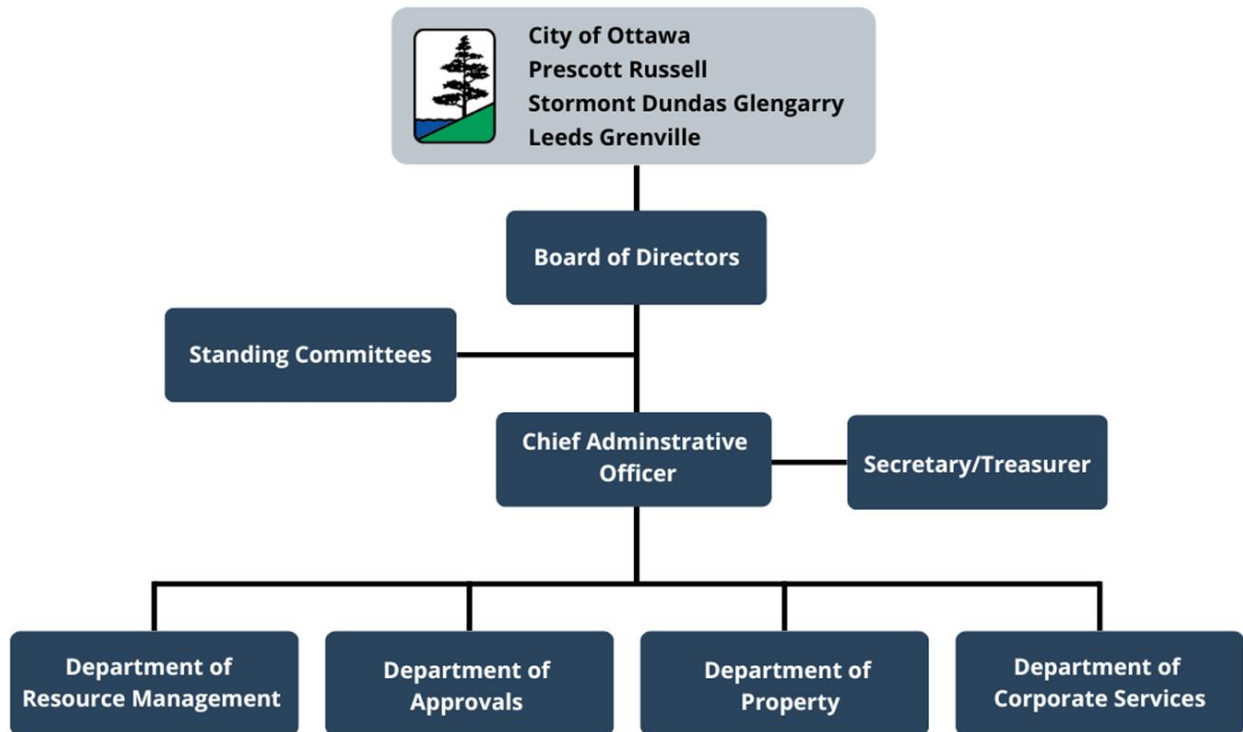 City of Ottawa
Prescott Russell
Stormont Dundas Glengarry
Leeds Grenville
Board of Directors
Standing Committees
Chief Adminstrative
Officer
Secretary/Treasurer
Department of
Resource Management
Department of
Approvals
Department of
Property
Department of
Corporate Services